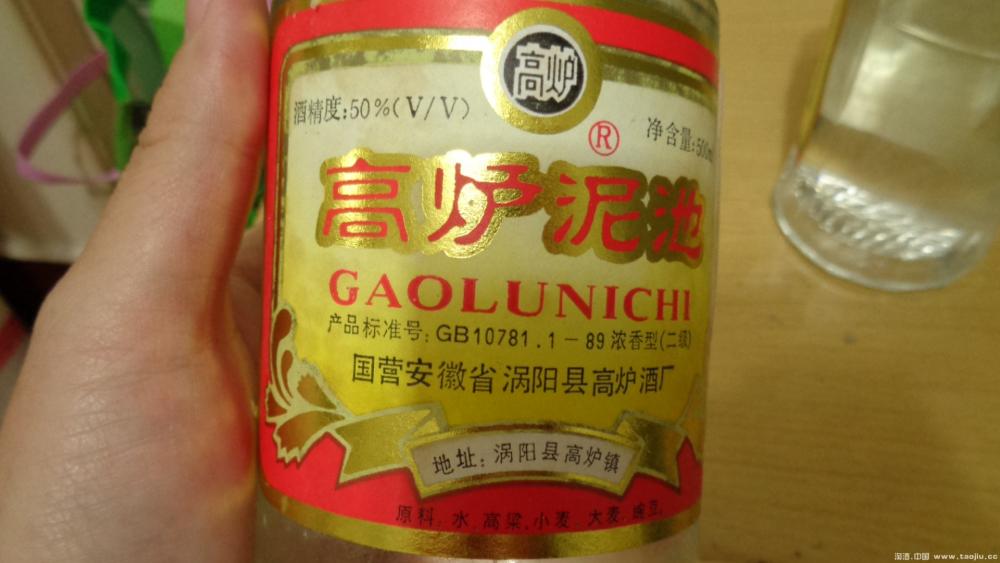 高炉
酒精度:50%(V/V)
净含量:500ml
®
高炉泥池
GAOLUNICHI
产品标准号:GB10781.1-89浓香型(二级)
国营安徽省涡阳县高炉酒厂
地址:涡阳县高炉镇
原料:水.高粱.小麦.大麦.豌豆.
淘酒.中国 www.taojiu.cc